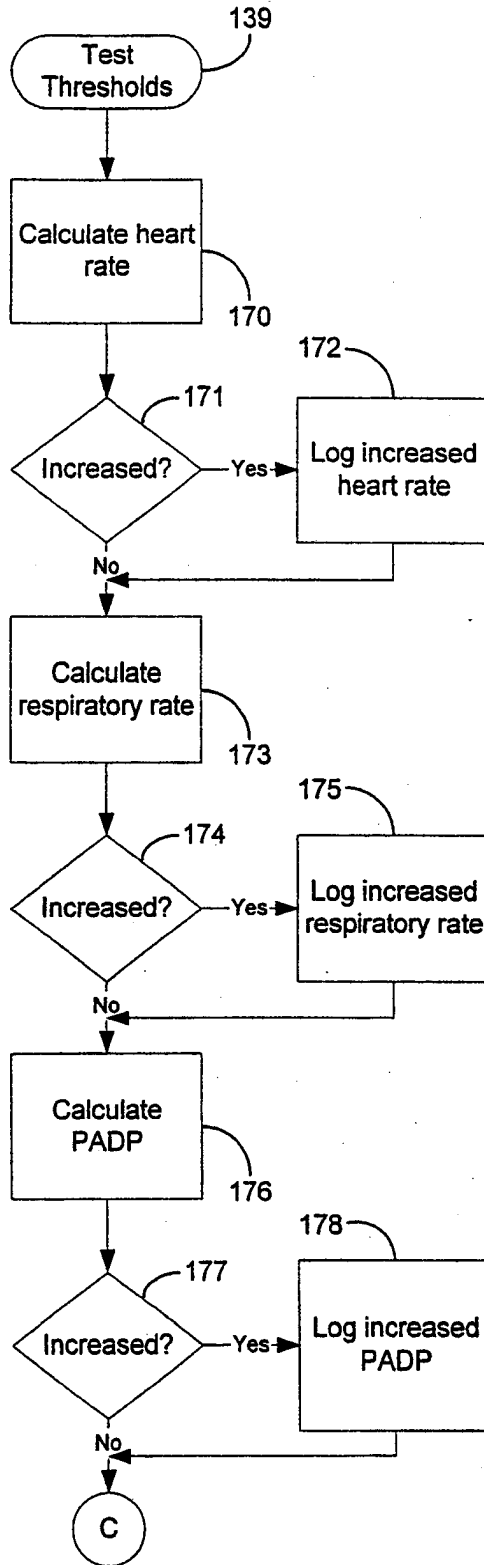 139
Test
Thresholds
Calculate heart
rate
170
172
171
Increased?
Yes
Log increased
heart rate
No
Calculate
respiratory rate
173
175
174
Increased?
Yes
Log increased
respiratory rate
No
Calculate
PADP
176
178
177
Increased?
Yes
Log increased
PADP
No
C